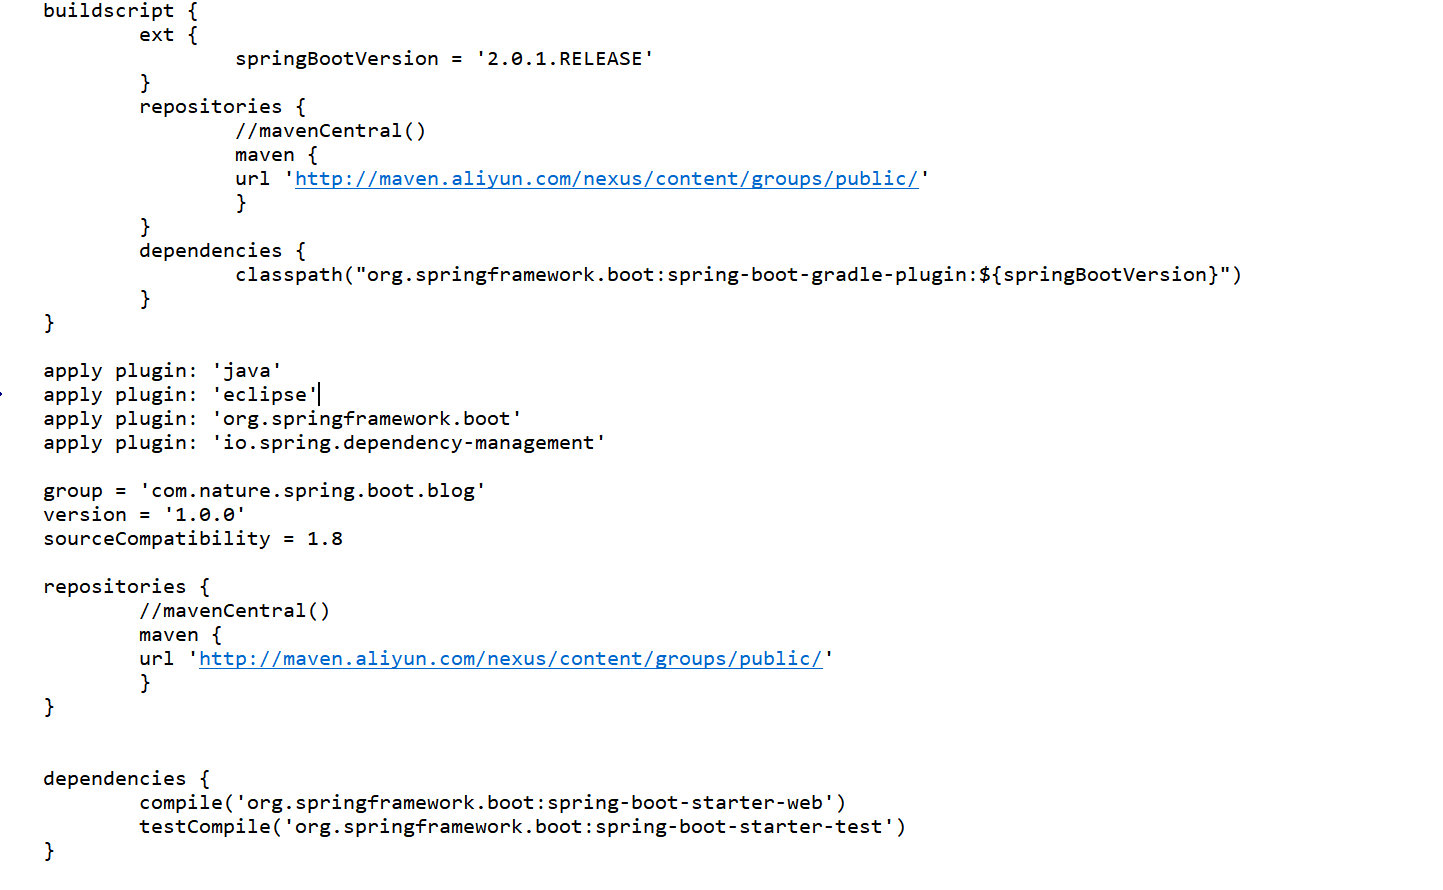 buildscript {
ext {
springBootVersion = '2.0.1.RELEASE'
}
repositories {
//mavenCentral()
maven {
url 'http://maven.aliyun.com/nexus/content/groups/public/'
}
}
dependencies {
classpath("org.springframework.boot:spring-boot-gradle-plugin:${springBootVersion}")
}
}
apply plugin: 'java'
apply plugin: 'eclipse'
apply plugin: 'org.springframework.boot'
apply plugin: 'io.spring.dependency-management'
group = 'com.nature.spring.boot.blog'
version = '1.0.0'
sourceCompatibility = 1.8
repositories {
//mavenCentral()
maven {
url 'http://maven.aliyun.com/nexus/content/groups/public/'
}
}
dependencies {
compile('org.springframework.boot:spring-boot-starter-web')
testCompile('org.springframework.boot:spring-boot-starter-test')
}